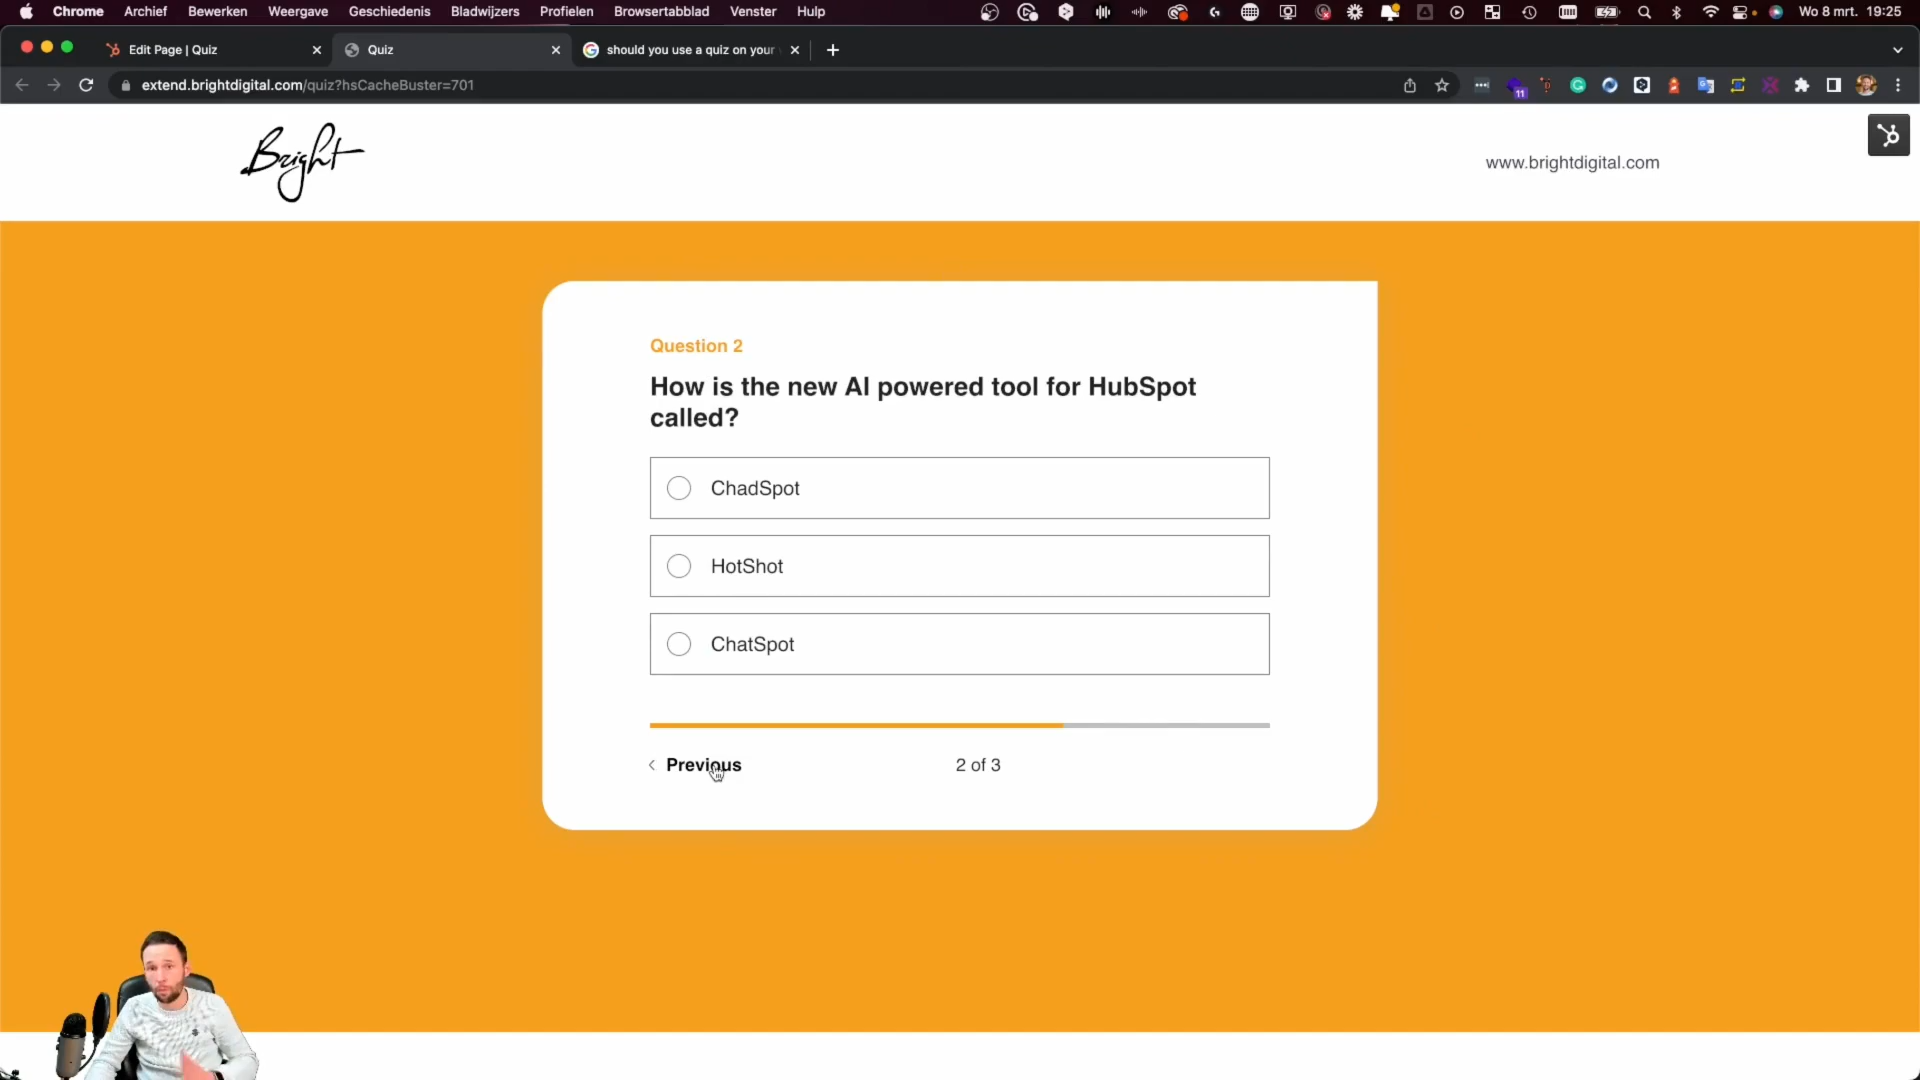 Chrome Archief Bewerken Weergave Geschiedenis Bladwijzers Profielen Browsertabblad Venster Hulp Wo 8 mrt. 19:25
Edit Page | Quiz
Quiz
should you use a quiz on your
extend.brightdigital.com/quiz?hsCacheBuster=701
11
Bright
www.brightdigital.com
Question 2
How is the new AI powered tool for HubSpot
called?
ChadSpot
HotShot
ChatSpot
Previous
2 of 3